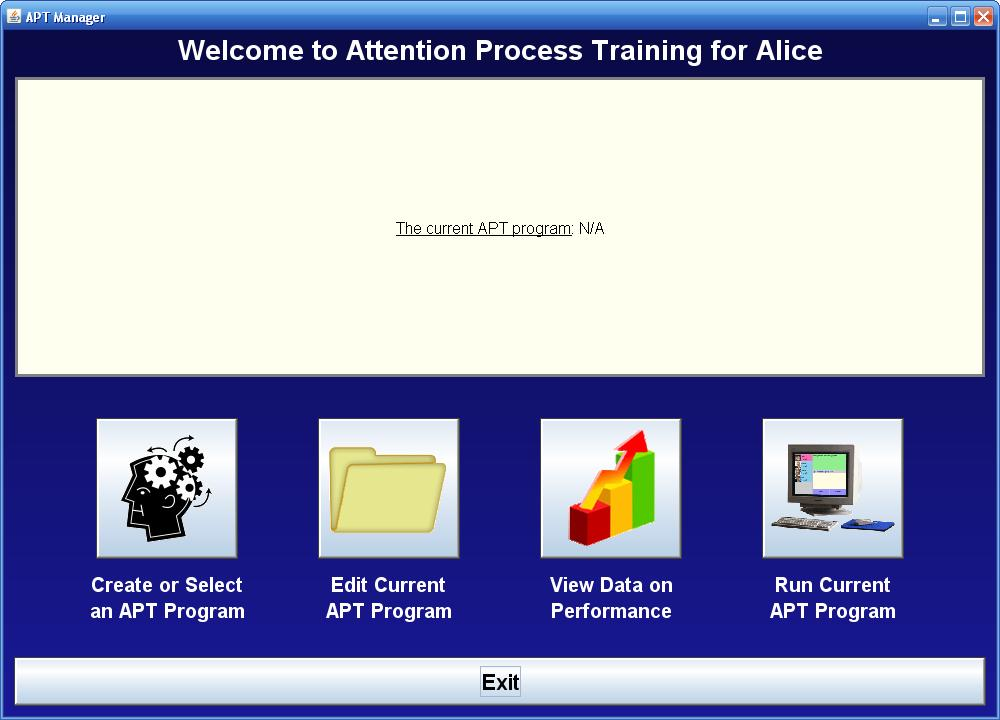 APT Manager
Welcome to Attention Process Training for Alice
The current APT program: N/A
Create or Select
an APT Program
Edit Current
APT Program
View Data on
Performance
Run Current
APT Program
Exit